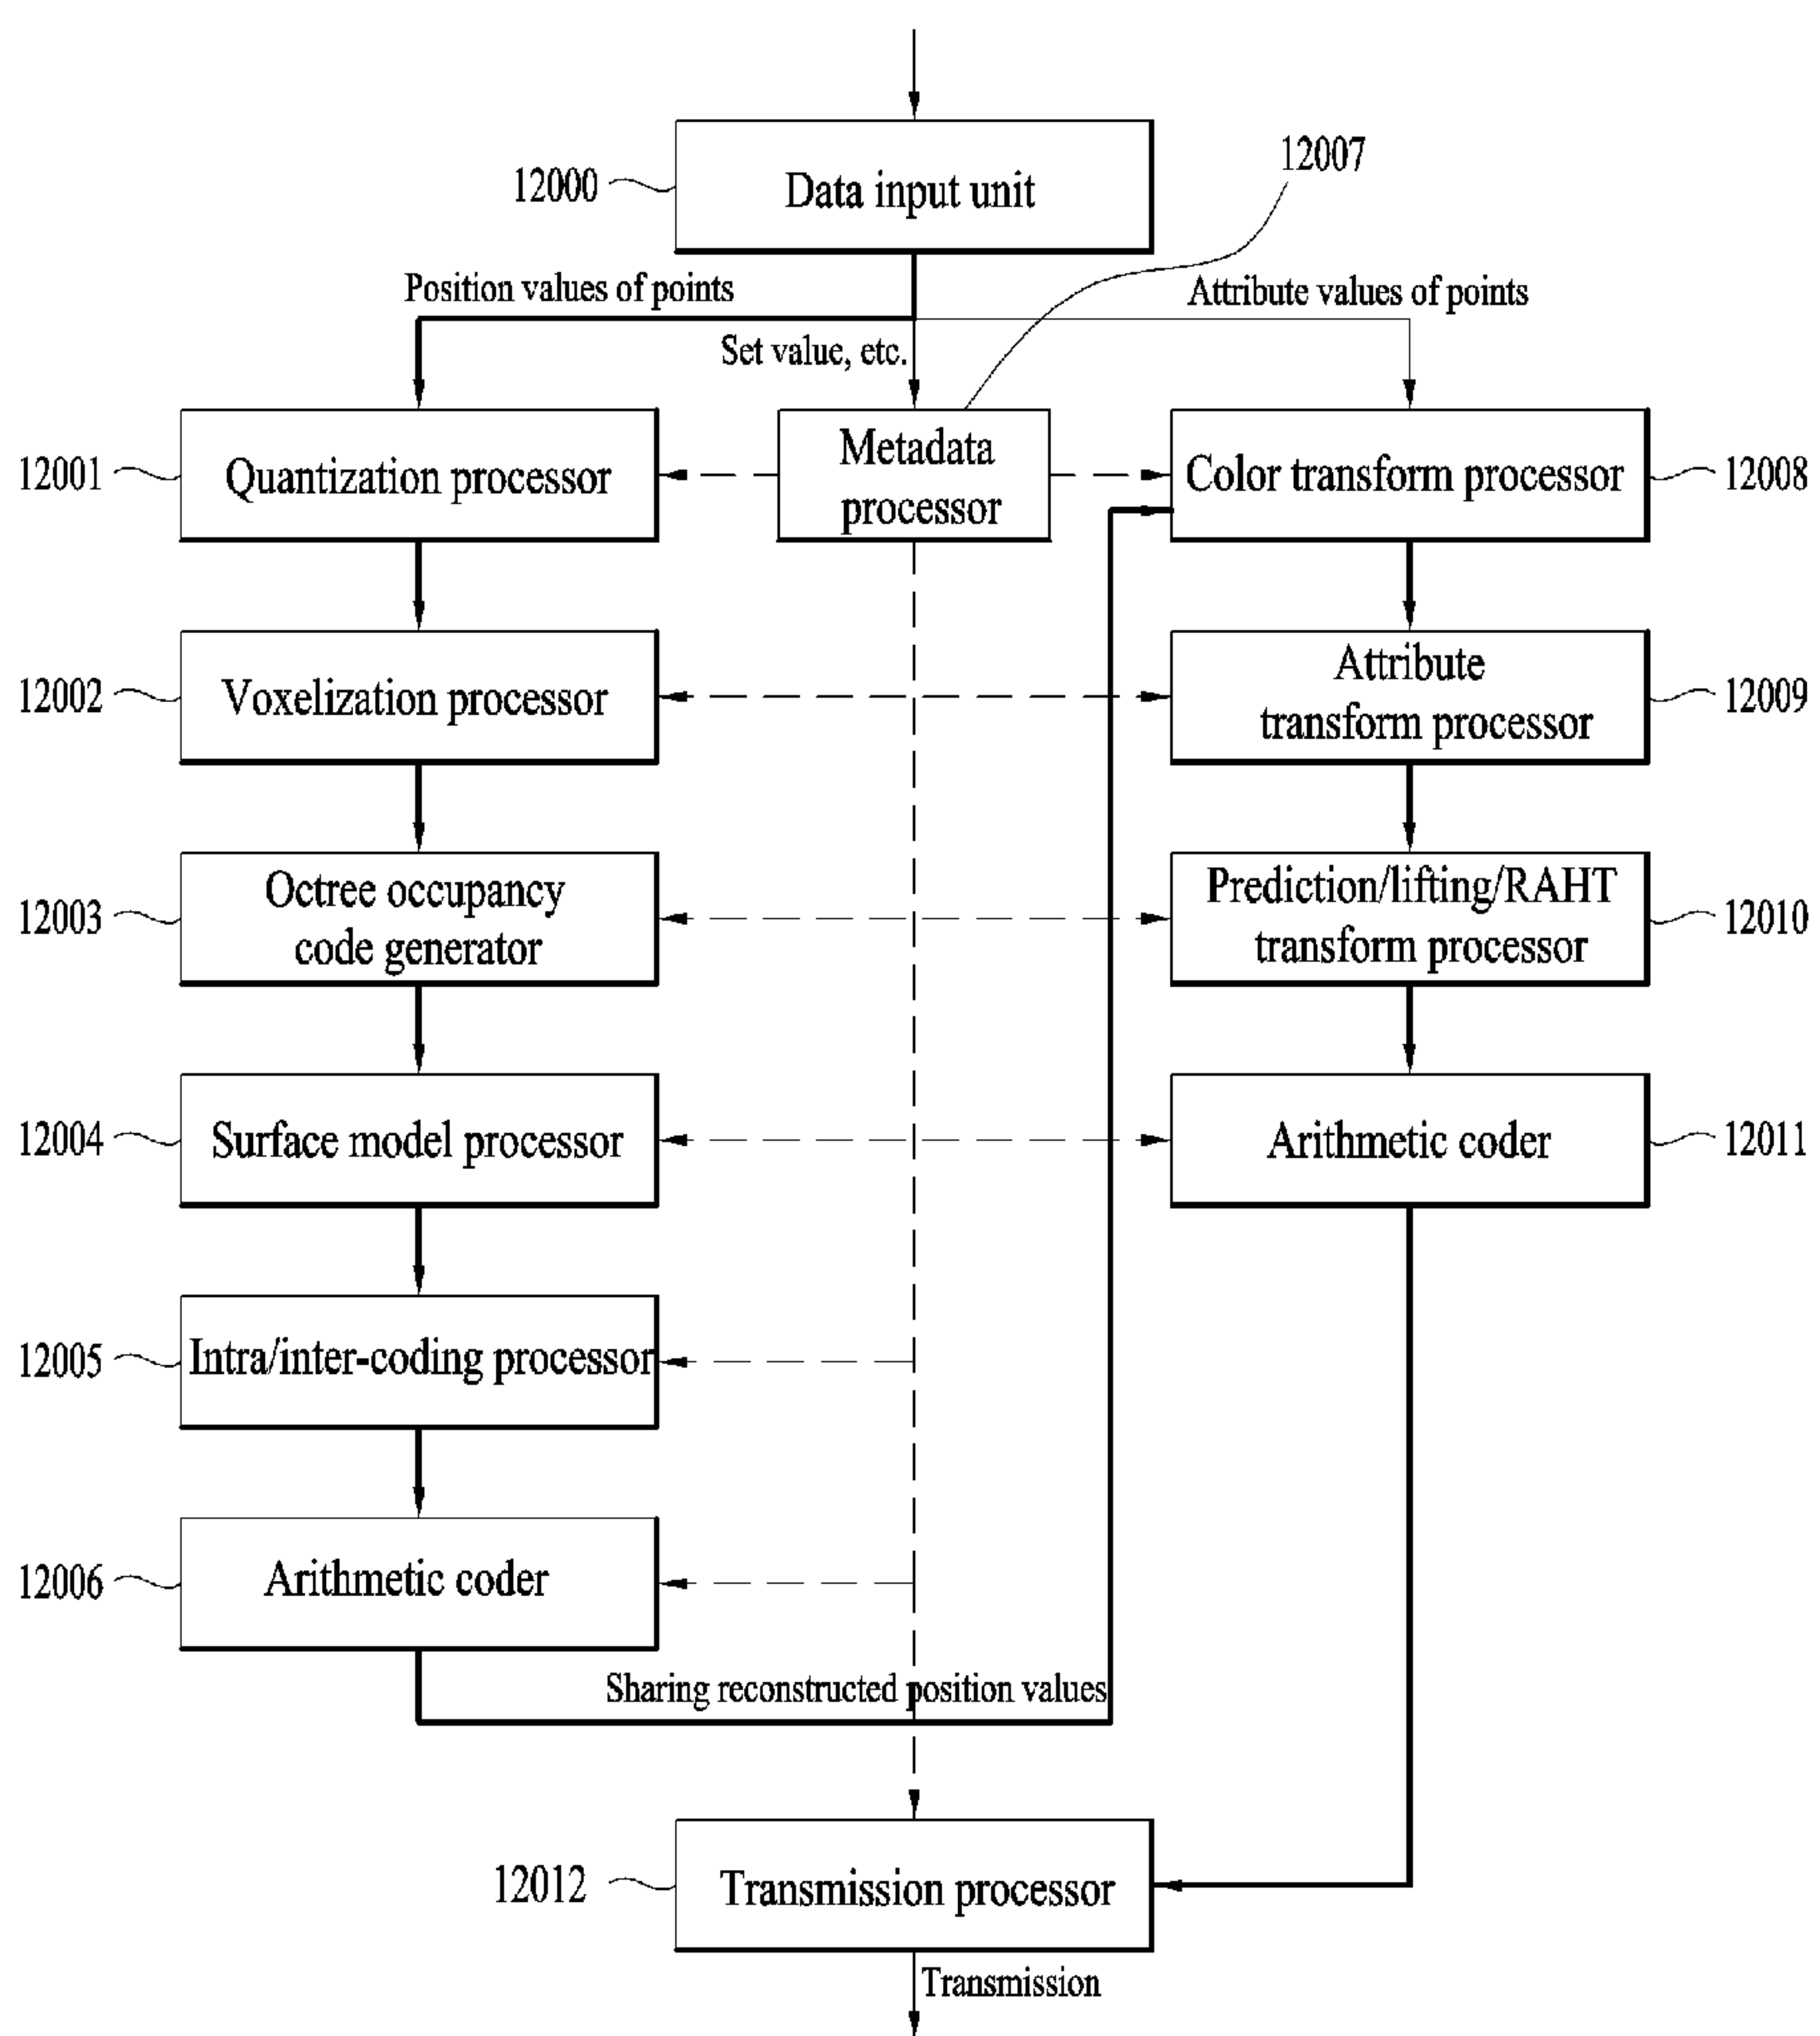 12000
Data input unit
12007
Position values of points
Set value, etc.
Attribute values of points
12001
Quantization processor
Metadata
processor
Color transform processor
12008
12002
Voxelization processor
Attribute
transform processor
12009
12003
Octree occupancy
code generator
Prediction/lifting/RAHT
transform processor
12010
12004
Surface model processor
Arithmetic coder
12011
12005
Intra/inter-coding processor
12006
Arithmetic coder
Sharing reconstructed position values
12012
Transmission processor
Transmission